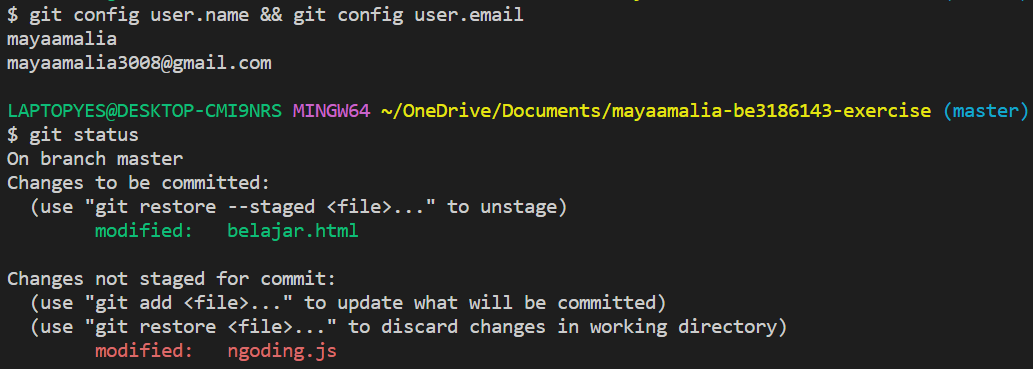 $ git config user.name && git config user.email
mayaamalia
mayaamalia3008@gmail.com
LAPTOPYES@DESKTOP-CMI9NRS MINGW64 ~/OneDrive/Documents/mayaamalia-be3186143-exercise (master)
$ git status
On branch master
Changes to be committed:
  (use "git restore --staged <file>..." to unstage)
        modified:   belajar.html
Changes not staged for commit:
  (use "git add <file>..." to update what will be committed)
  (use "git restore <file>..." to discard changes in working directory)
        modified:   ngoding.js